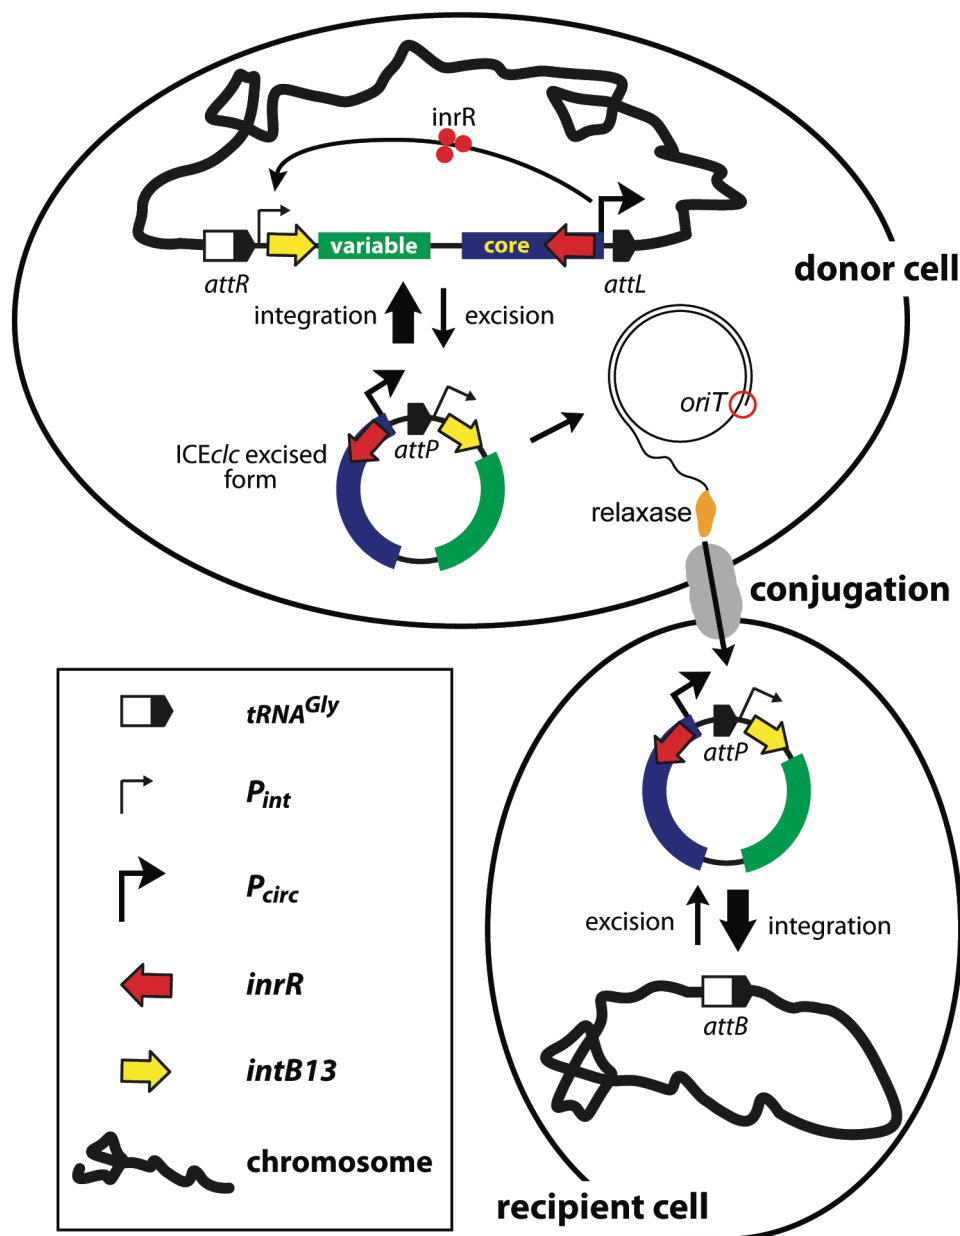 inrR
variable
core
attR
attL
donor cell
integration
excision
oriT
ICEclc excised
form
attP
relaxase
conjugation
tRNAGly
Pint
Pcirc
inrR
intB13
chromosome
attP
excision
integration
attB
recipient cell